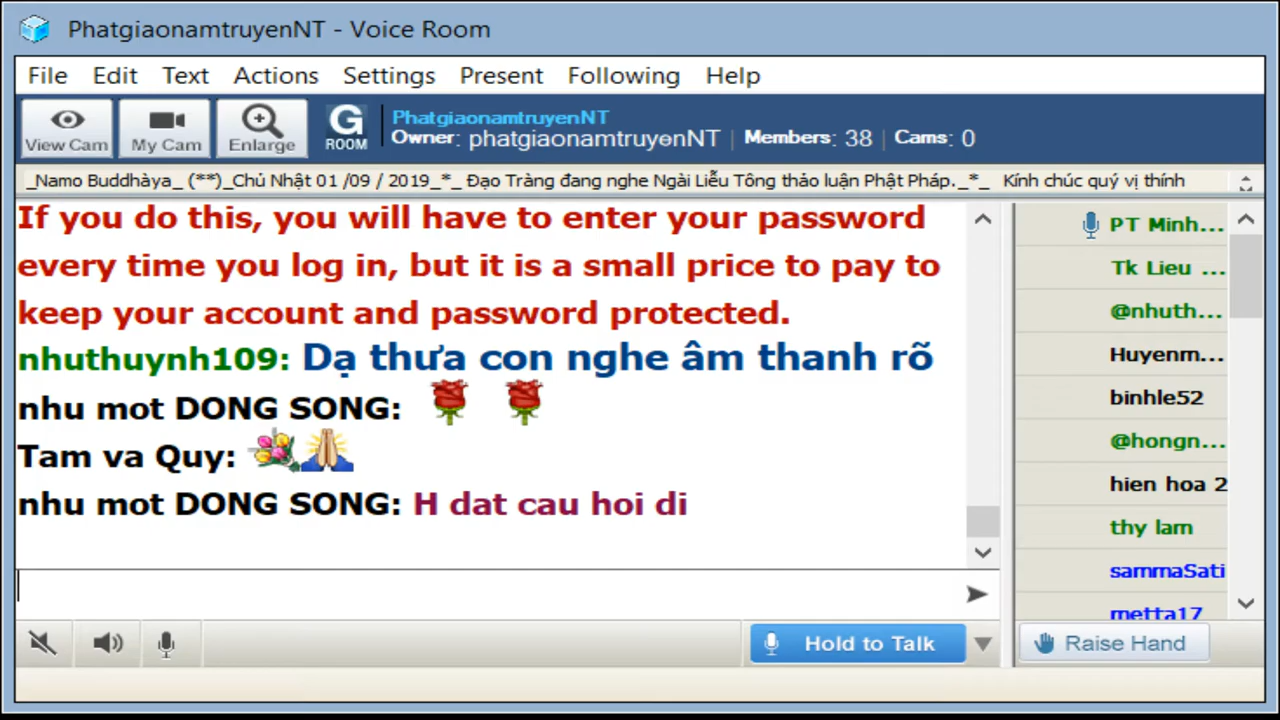 PhatgiaonamtruyenNT - Voice Room
File Edit Text Actions Settings Present Following Help
View Cam My Cam Enlarge G ROOM
PhatgiaonamtruyenNT
Owner: phatgiaonamtruyenNT | Members: 38 | Cams: 0
_Namo Buddhàya_ (**)_Chủ Nhật 01 /09 / 2019_*_ Đạo Tràng đang nghe Ngài Liễu Tông thảo luận Phật Pháp._*_ Kính chúc quý vị thính
If you do this, you will have to enter your password
every time you log in, but it is a small price to pay to
keep your account and password protected.
nhuthuynh109: Dạ thưa con nghe âm thanh rõ
nhu mot DONG SONG:
Tam va Quy:
nhu mot DONG SONG: H dat cau hoi di
PT Minh...
Tk Lieu ...
@nhuth...
Huyenm...
binhle52
@hongn...
hien hoa 2
thy lam
sammaSati
metta17
Hold to Talk
Raise Hand